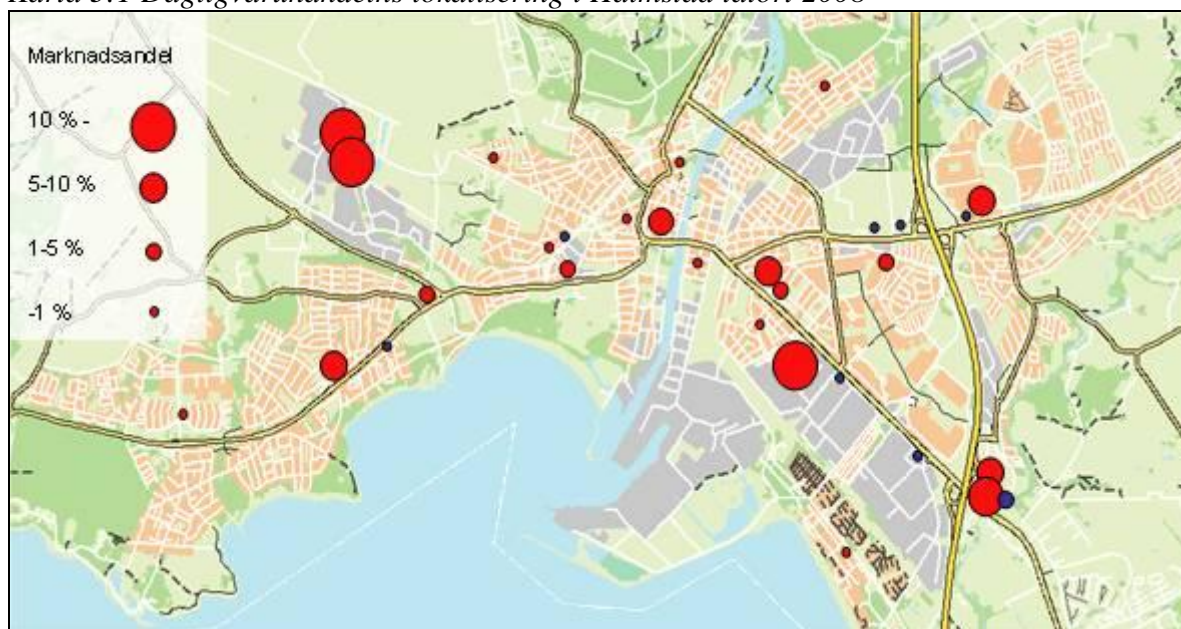 Karta 3.1 Dagligvaruhandelns lokalisering i Halmstad tätort 2008
Marknadsandel
10 % -
5-10 %
1-5 %
-1 %